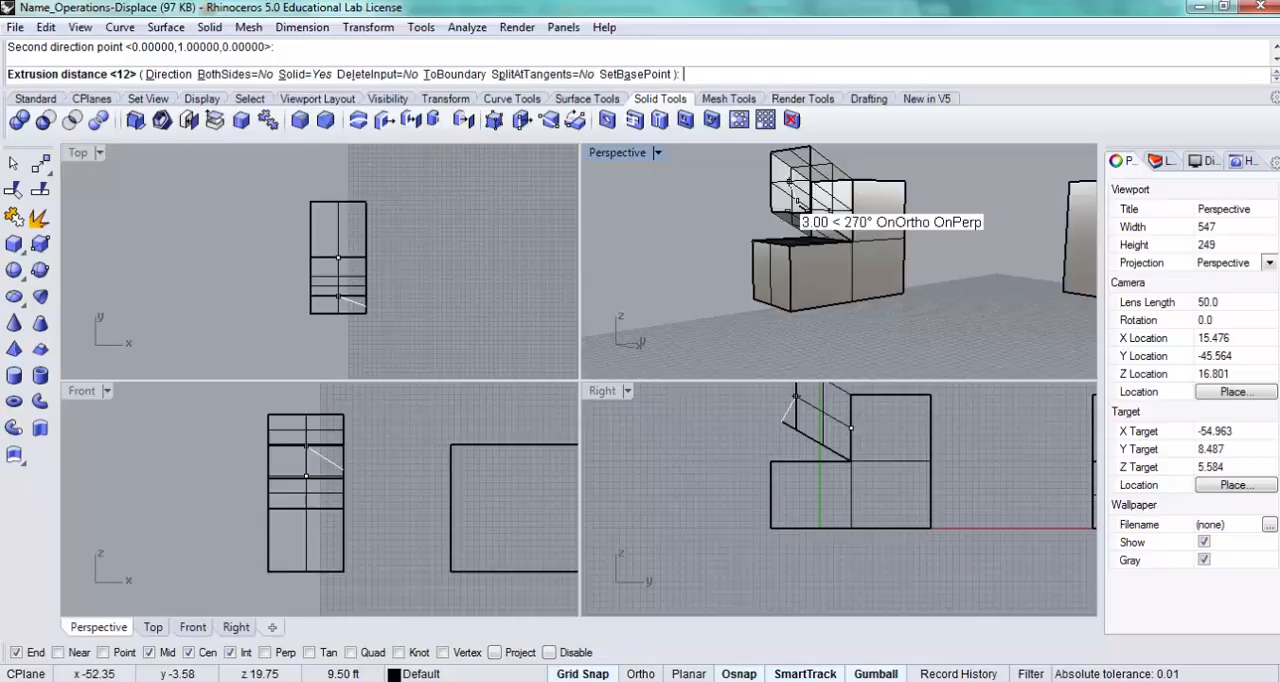 Name_Operations-Displace (97 KB) - Rhinoceros 5.0 Educational Lab License
File Edit View Curve Surface Solid Mesh Dimension Transform Tools Analyze Render Panels Help
Second direction point <0.00000,1.00000,0.00000>:
Extrusion distance <12> ( Direction BothSides=No Solid=Yes DeleteInput=No ToBoundary SplitAtTangents=No SetBasePoint ):
Standard CPlanes Set View Display Select Viewport Layout Visibility Transform Curve Tools Surface Tools Solid Tools Mesh Tools Render Tools Drafting New in V5
Top
y
x
Perspective
3.00 < 270° OnOrtho OnPerp
z
x y
Front
z
x
Right
z
y
P... L... Di... H...
Viewport
Title Perspective
Width 547
Height 249
Projection Perspective
Camera
Lens Length 50.0
Rotation 0.0
X Location 15.476
Y Location -45.564
Z Location 16.801
Location Place...
Target
X Target -54.963
Y Target 8.487
Z Target 5.584
Location Place...
Wallpaper
Filename (none) ...
Show
Gray
Perspective Top Front Right
End Near Point Mid Cen Int Perp Tan Quad Knot Vertex Project Disable
CPlane x -52.35 y -3.58 z 19.75 9.50 ft Default Grid Snap Ortho Planar Osnap SmartTrack Gumball Record History Filter Absolute tolerance: 0.01